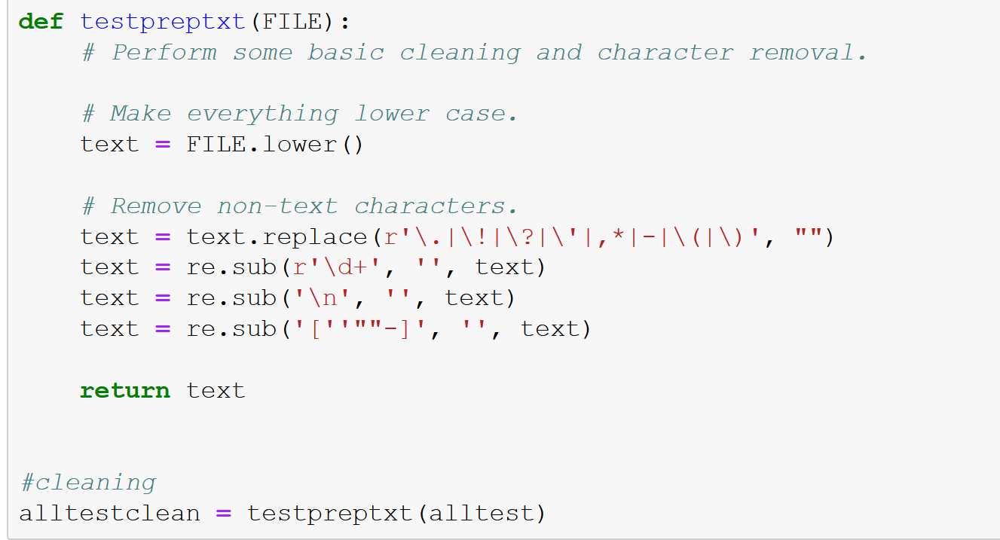 def testpreptxt(FILE):
    # Perform some basic cleaning and character removal.
    # Make everything lower case.
    text = FILE.lower()
    # Remove non-text characters.
    text = text.replace(r'\.|\!|\?|\'|,*|-|\(|\)', "")
    text = re.sub(r'\d+', '', text)
    text = re.sub('\n', '', text)
    text = re.sub('[''""-]', '', text)
    return text
#cleaning
alltestclean = testpreptxt(alltest)